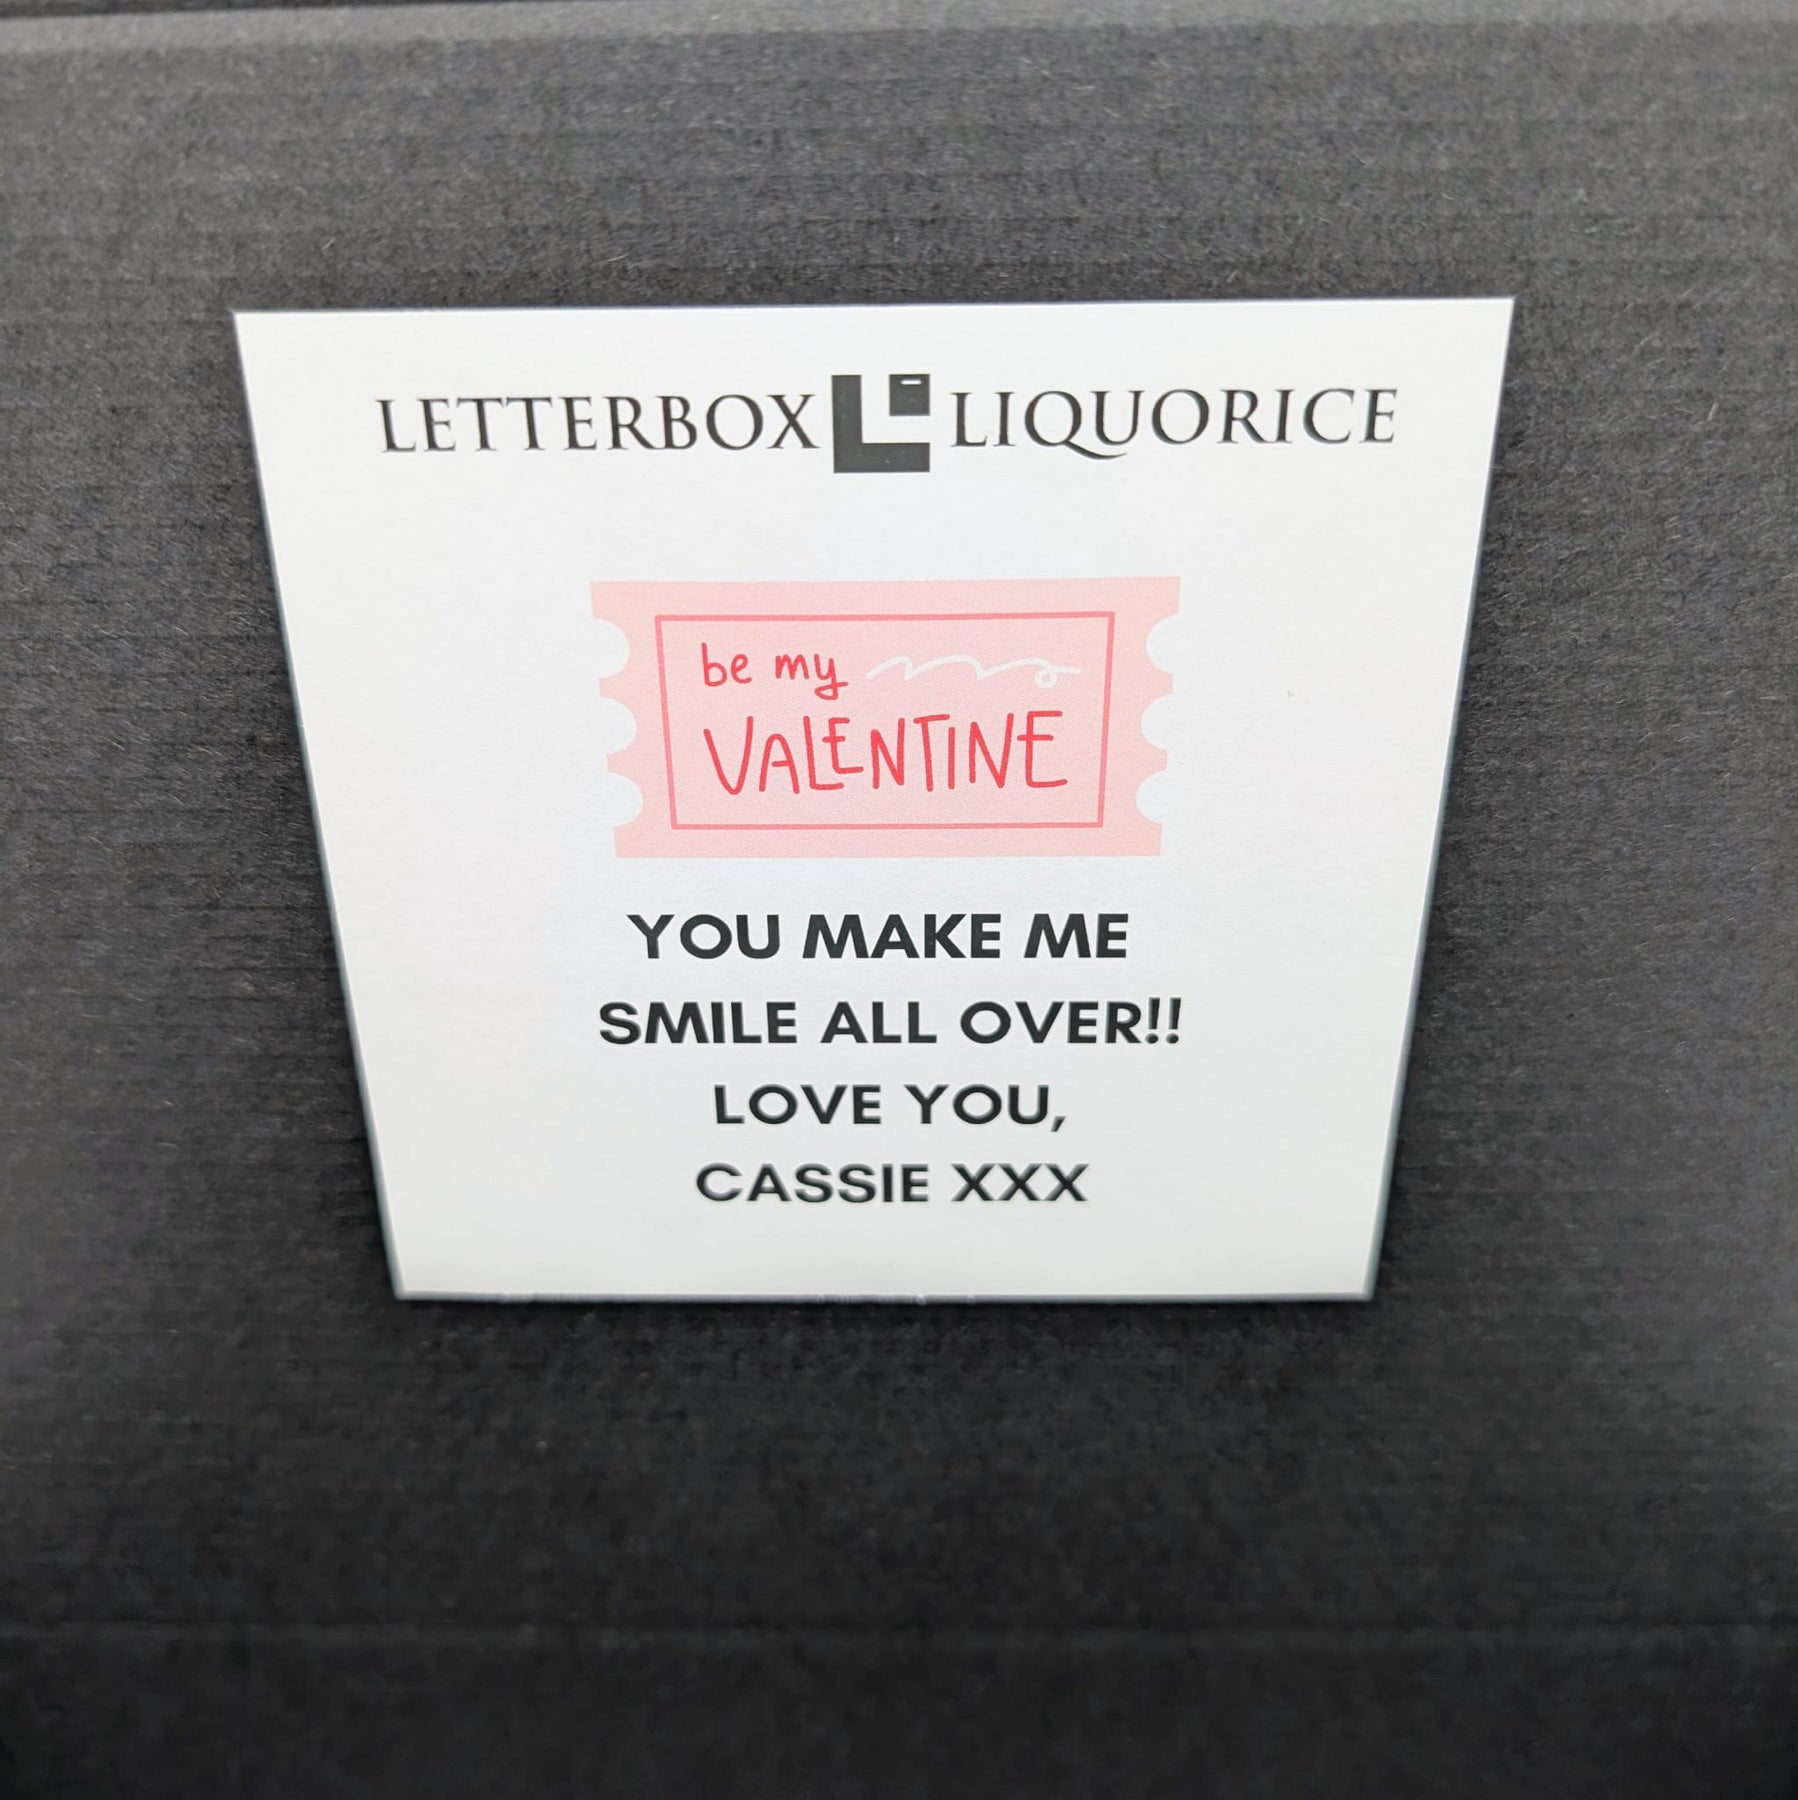 LETTERBOX LIQUORICE
be my
VALENTINE
YOU MAKE ME
SMILE ALL OVER!!
LOVE YOU,
CASSIE XXX